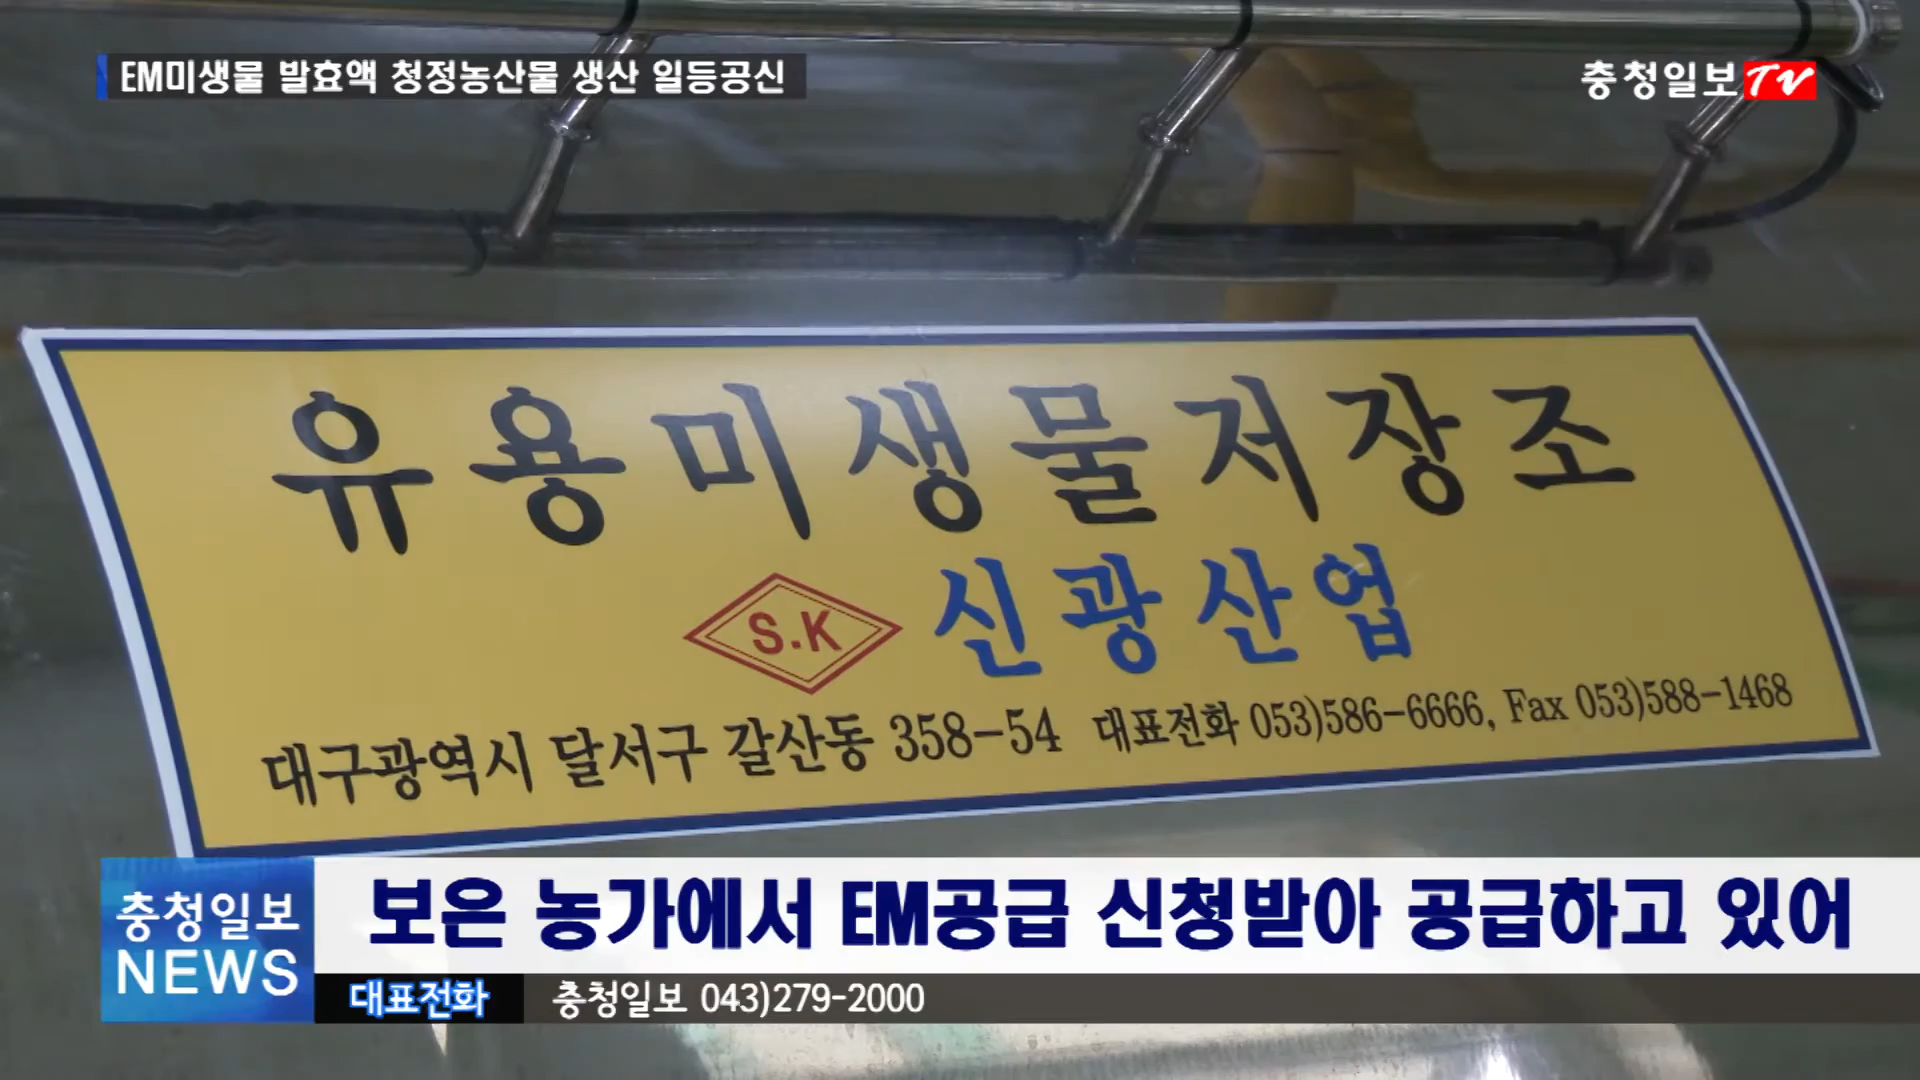 EM미생물 발효액 청정농산물 생산 일등공신
충청일보TV
유용미생물저장조
S.K 신광산업
대구광역시 달서구 갈산동 358-54 대표전화 053)586-6666, Fax 053)588-1468
충청일보
NEWS
보은 농가에서 EM공급 신청받아 공급하고 있어
대표전화 충청일보 043)279-2000